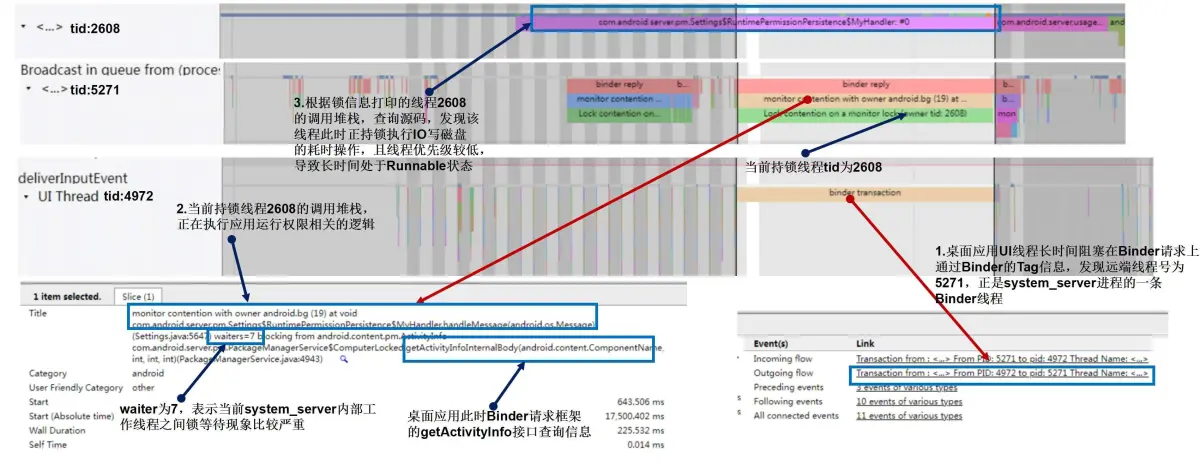 com.android.server.pm.Settings$RuntimePermissionPersistence$MyHandler: #0
com.android.server.usage...
and
<...> tid:2608
Broadcast in queue from (proce
<...> tid:5271
binder reply
b...
binder reply
b...
monitor contention ...
monitor contention with owner android.bg (19) at ...
Lock contention on ...
Lock contention on a monitor lock (owner tid: 2608)
mon
3.根据锁信息打印的线程2608
的调用堆栈,查询源码,发现该
线程此时正持锁执行IO写磁盘
的耗时操作,且线程优先级较低,
导致长时间处于Runnable状态
当前持锁线程tid为2608
deliverInputEvent
UI Thread tid:4972
binder transaction
2.当前持锁线程2608的调用堆栈,
正在执行应用运行权限相关的逻辑
1.桌面应用UI线程长时间阻塞在Binder请求上
通过Binder的Tag信息,发现远端线程号为
5271,正是system_server进程的一条
Binder线程
1 item selected.
Slice (1)
Title
monitor contention with owner android.bg (19) at void
com.android.server.pm.Settings$RuntimePermissionPersistence$MyHandler.handleMessage(android.os.Message)
(Settings.java:5647) waiters=7 blocking from android.content.pm.ActivityInfo
com.android.server.pm.PackageManagerService$ComputerLocked.getActivityInfoInternalBody(android.content.ComponentName,
int, int, int)(PackageManagerService.java:4943)
Category
android
User Friendly Category
other
Start
643.506 ms
Start (Absolute time)
17,500.402 ms
Wall Duration
225.532 ms
Self Time
0.014 ms
waiter为7,表示当前system_server内部工
作线程之间锁等待现象比较严重
桌面应用此时Binder请求框架
的getActivityInfo接口查询信息
Event(s)
Link
Incoming flow
Transaction from : <...> From PID: 5271 to pid: 4972 Thread Name: <...>
Outgoing flow
Transaction from : <...> From PID: 4972 to pid: 5271 Thread Name: <...>
Preceding events
3 events of various types
Following events
10 events of various types
All connected events
11 events of various types